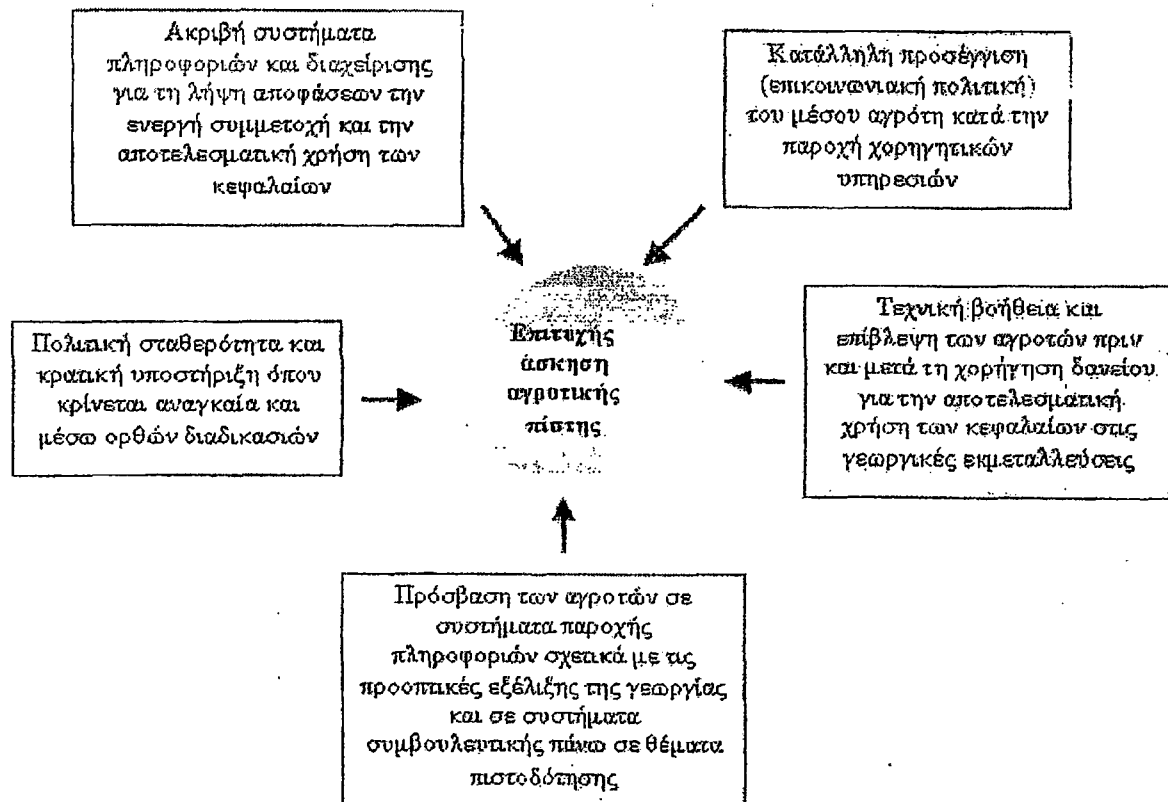 Ακριβή συστήματα
πληροφοριών και διαχείρισης
για τη λήψη αποφάσεων την
ενεργή συμμετοχή και την
αποτελεσματική χρήση των
κεφαλαίων
Κατάλληλη προσέγγιση
(επικοινωνιακή πολιτική)
του μέσου αγρότη κατά την
παροχή χορηγητικών
υπηρεσιών
Πολιτική σταθερότητα και
κρατική υποστήριξη όπου
κρίνεται αναγκαία και
μέσω ορθών διαδικασιών
Επιτυχής
άσκηση
αγροτικής
πίστης
Τεχνική βοήθεια και
επίβλεψη των αγροτών πριν
και μετά τη χορήγηση δανείου
για την αποτελεσματική
χρήση των κεφαλαίων στις
γεωργικές εκμεταλλεύσεις
Πρόσβαση των αγροτών σε
συστήματα παροχής
πληροφοριών σχετικά με τις
προοπτικές εξέλιξης της γεωργίας
και σε συστήματα
συμβουλευτικής πάνω σε θέματα
πιστοδότησης